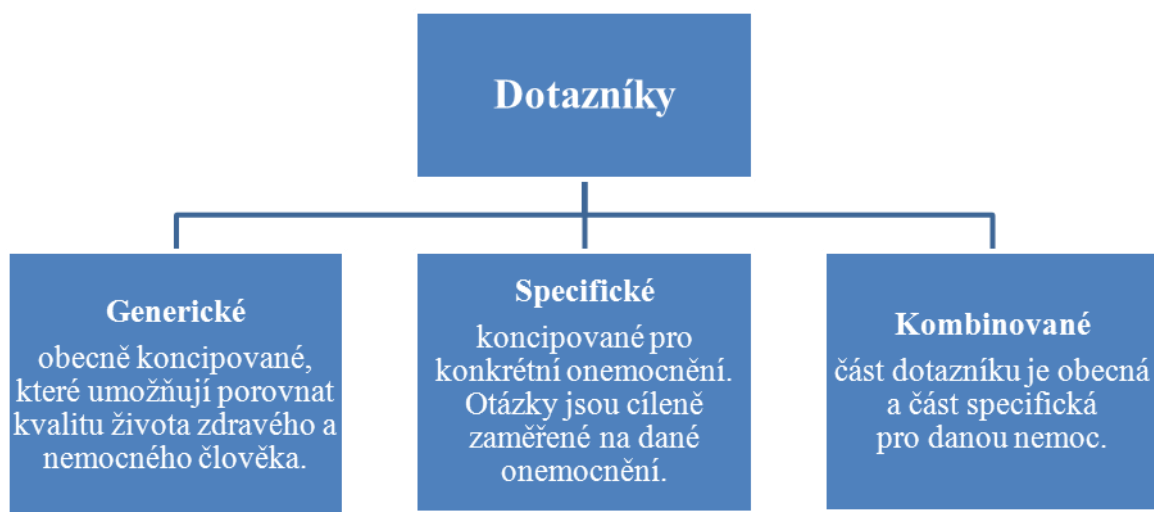 Dotazníky
Generické
obecně koncipované,
které umožňují porovnat
kvalitu života zdravého a
nemocného člověka.
Specifické
koncipované pro
konkrétní onemocnění.
Otázky jsou cíleně
zaměřené na dané
onemocnění.
Kombinované
část dotazníku je obecná
a část specifická
pro danou nemoc.